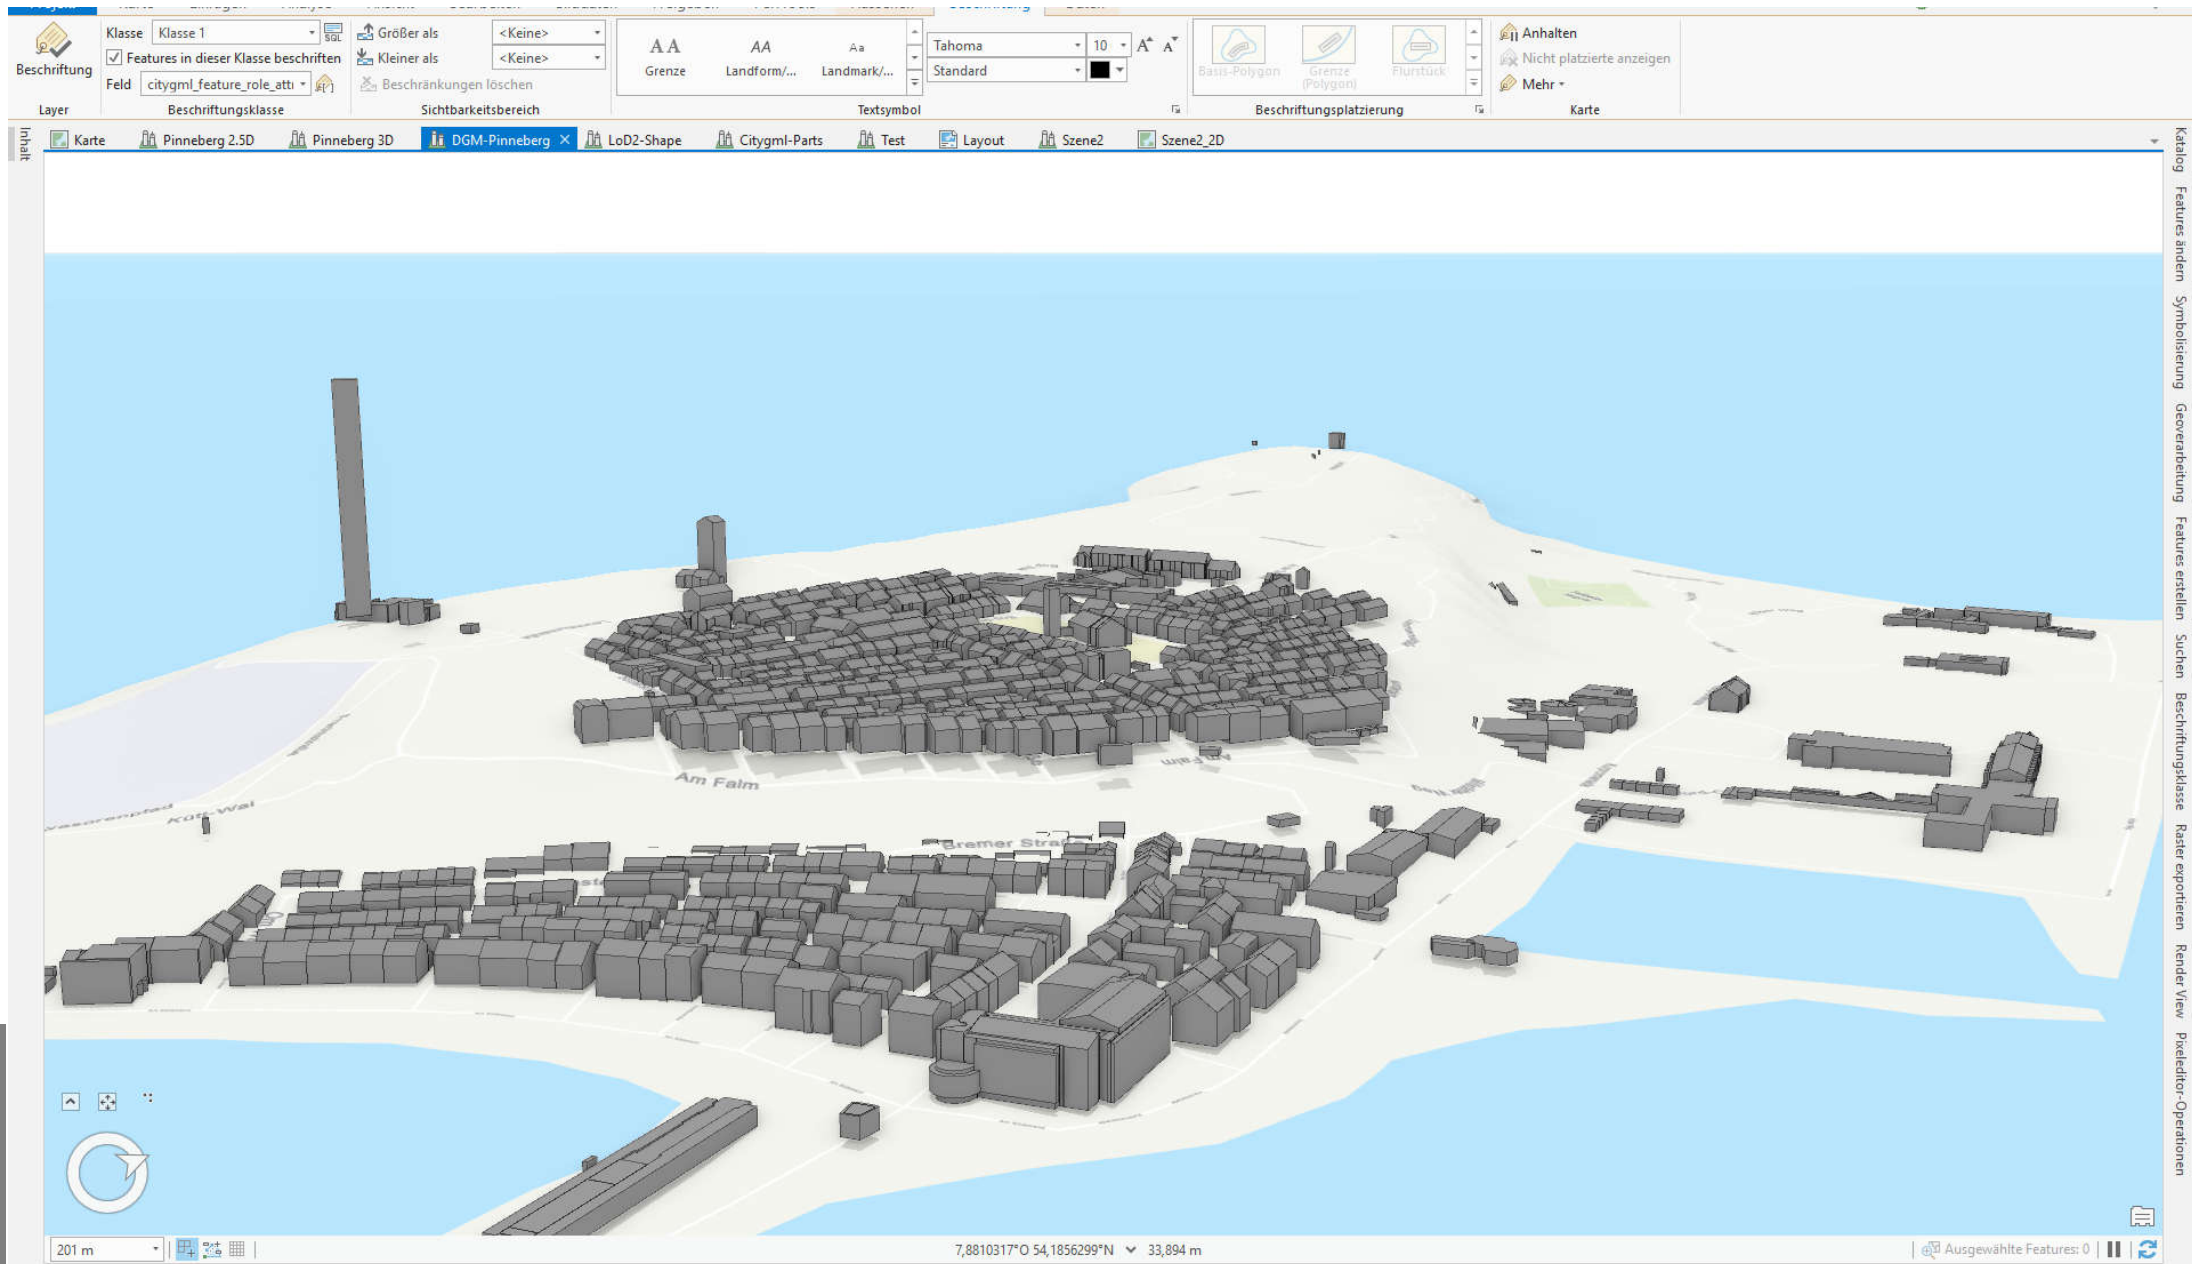 Klasse Klasse 1 SQL
Größer als <Keine>
Features in dieser Klasse beschriften
Kleiner als <Keine>
Feld citygml_feature_role_attı
Beschränkungen löschen
Beschriftung
Layer
Beschriftungsklasse
Sichtbarkeitsbereich
A A AA A a
Grenze Landform/... Landmark/...
Tahoma 10 A A
Standard
Textsymbol
Basis-Polygon Grenze (Polygon) Flurstück
Beschriftungsplatzierung
Anhalten
Nicht platzierte anzeigen
Mehr
Karte
Inhalt
Karte Pinneberg 2.5D Pinneberg 3D DGM-Pinneberg LoD2-Shape Citygml-Parts Test Layout Szene2 Szene2_2D
Katalog
Features ändern
Symbolisierung
Geoverarbeitung
Features erstellen
Suchen
Beschriftungsklasse
Raster exportieren
Render View
Pixeleditor-Operationen
Am Falm
Am Falm
Bremer Straße
201 m
7,8810317°O 54,1856299°N 33,894 m
Ausgewählte Features: 0